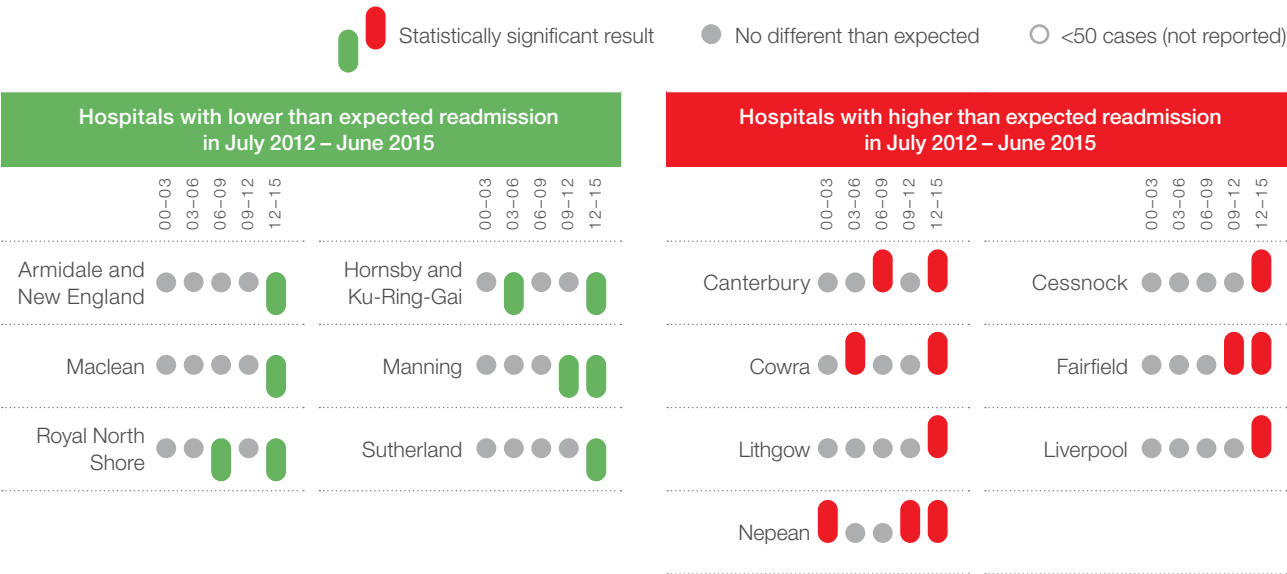 Statistically significant result
No different than expected
<50 cases (not reported)
Hospitals with lower than expected readmission
in July 2012 – June 2015
00–03
03–06
06–09
09–12
12–15
00–03
03–06
06–09
09–12
12–15
Armidale and
New England
Hornsby and
Ku-Ring-Gai
Maclean
Manning
Royal North
Shore
Sutherland
Hospitals with higher than expected readmission
in July 2012 – June 2015
00–03
03–06
06–09
09–12
12–15
00–03
03–06
06–09
09–12
12–15
Canterbury
Cessnock
Cowra
Fairfield
Lithgow
Liverpool
Nepean